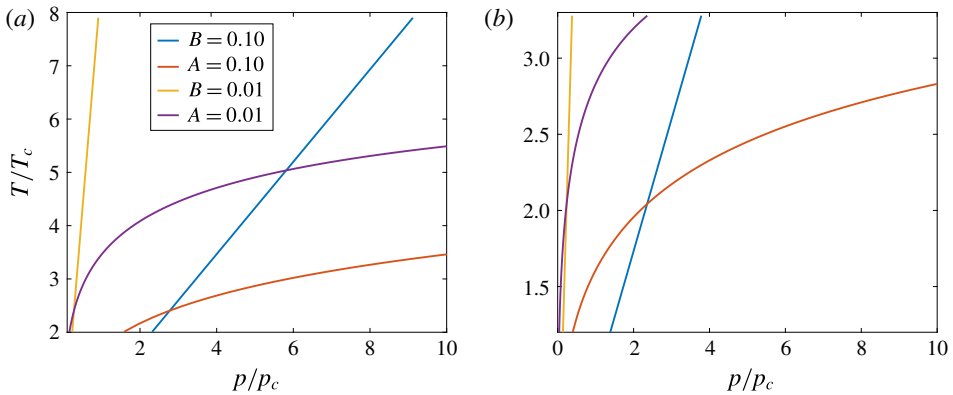 (a)
8
7
6
5
4
3
2
T/T_c
B = 0.10
A = 0.10
B = 0.01
A = 0.01
2 4 6 8 10
p/p_c
(b)
3.0
2.5
2.0
1.5
0 2 4 6 8 10
p/p_c